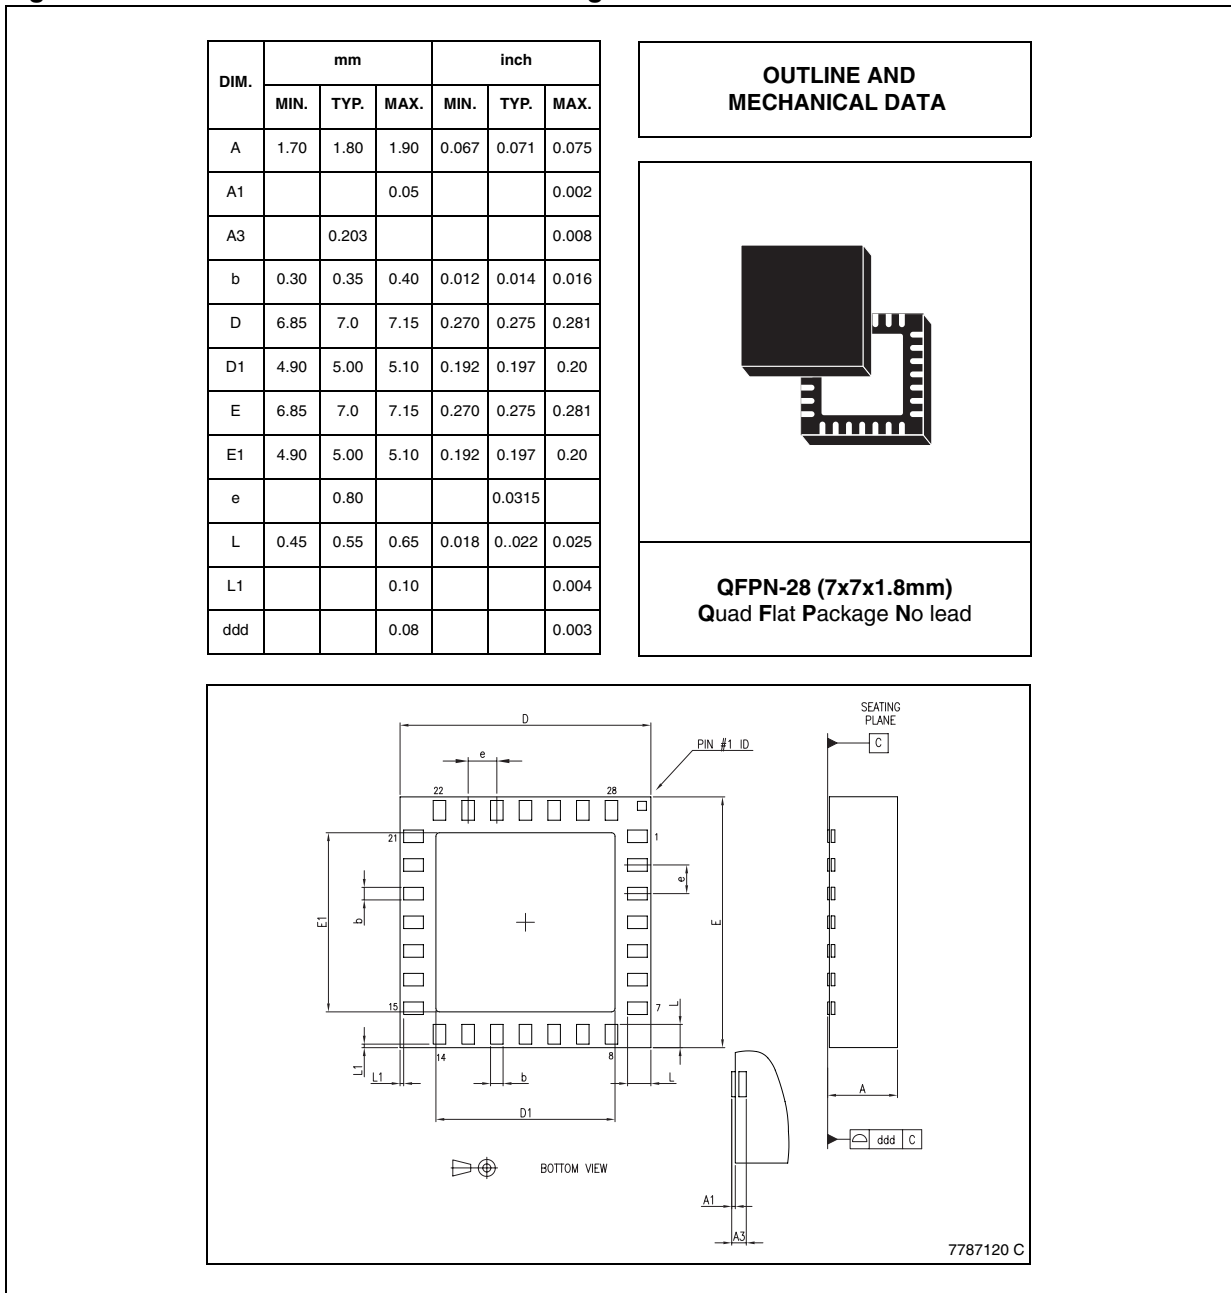 DIM. mm inch
MIN. TYP. MAX. MIN. TYP. MAX.
A 1.70 1.80 1.90 0.067 0.071 0.075
A1 0.05 0.002
A3 0.203 0.008
b 0.30 0.35 0.40 0.012 0.014 0.016
D 6.85 7.0 7.15 0.270 0.275 0.281
D1 4.90 5.00 5.10 0.192 0.197 0.20
E 6.85 7.0 7.15 0.270 0.275 0.281
E1 4.90 5.00 5.10 0.192 0.197 0.20
e 0.80 0.0315
L 0.45 0.55 0.65 0.018 0..022 0.025
L1 0.10 0.004
ddd 0.08 0.003
OUTLINE AND
MECHANICAL DATA
QFPN-28 (7x7x1.8mm)
Quad Flat Package No lead
D
e
PIN #1 ID
SEATING
PLANE
C
22
28
21
1
e
b
E1
E
15
7
L
14
8
L1
L1
b
L
A
D1
ddd C
BOTTOM VIEW
A1
A3
7787120 C